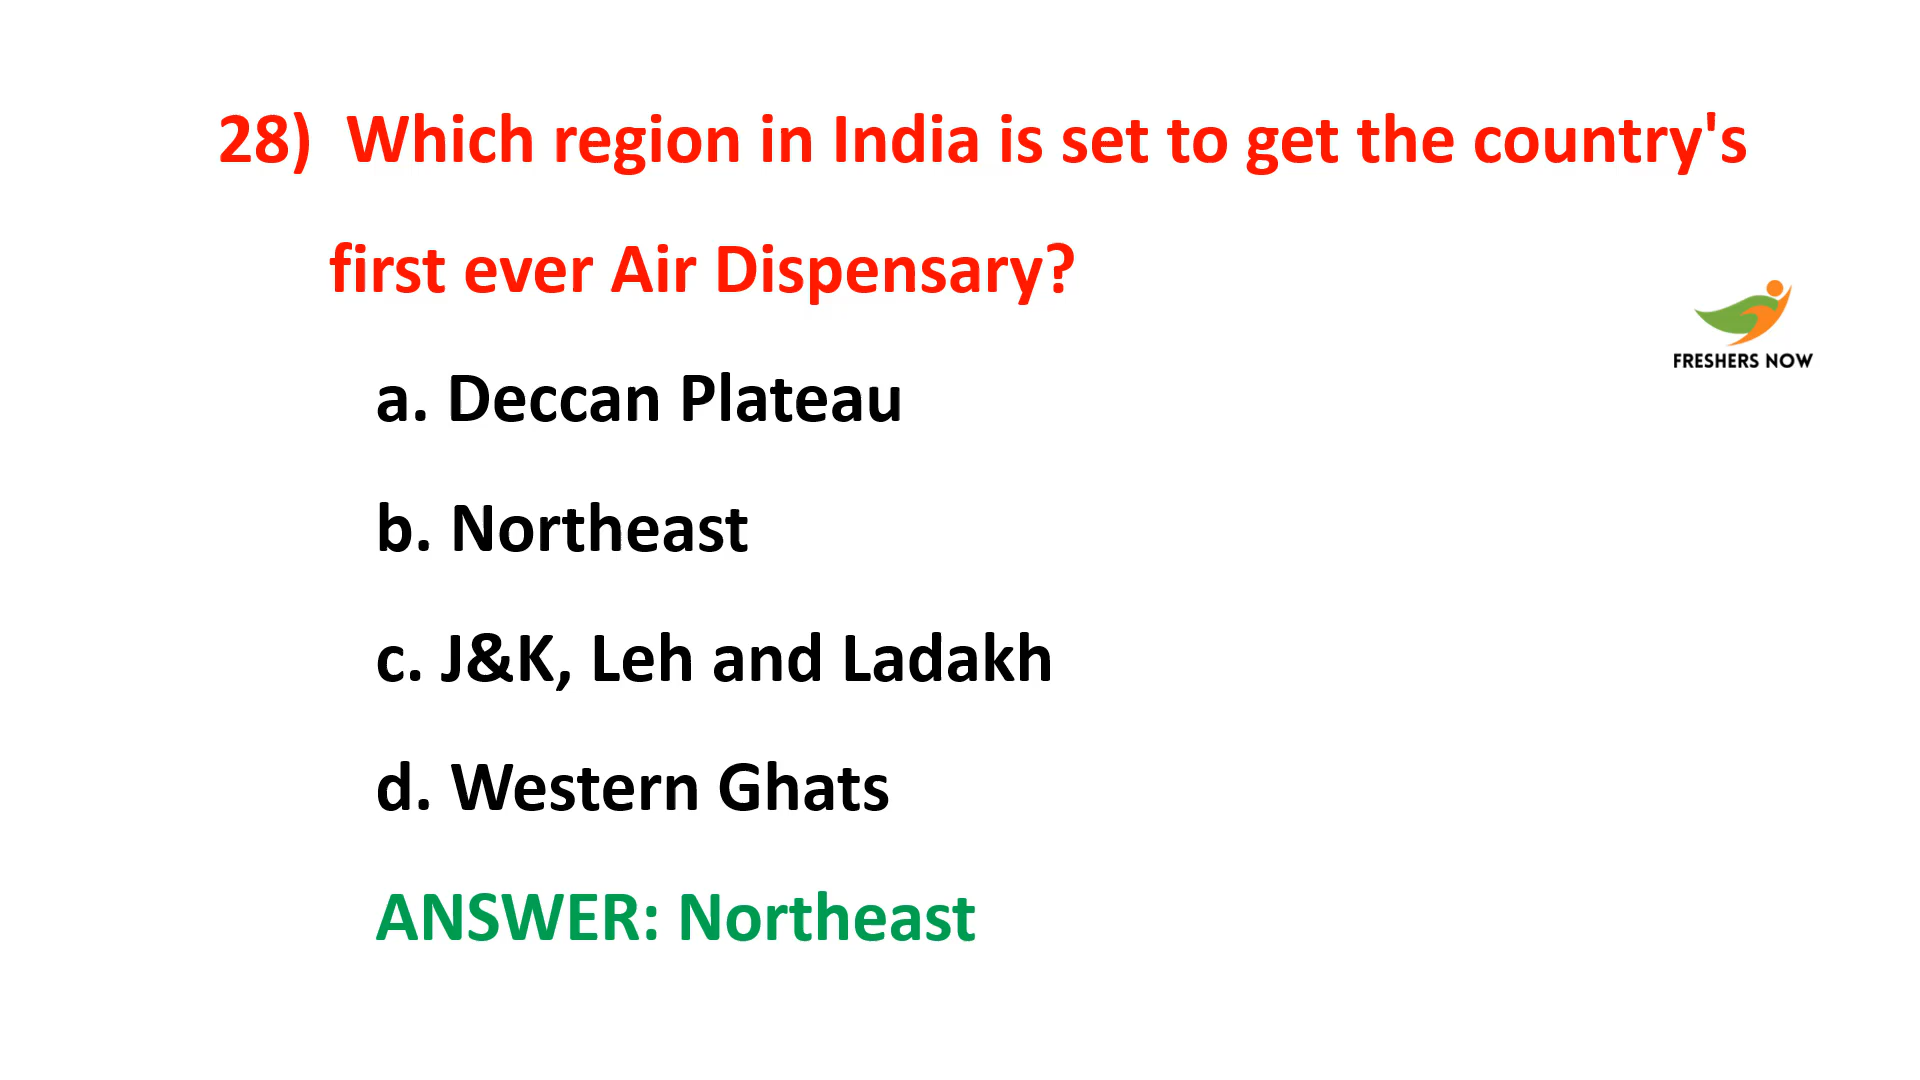 28) Which region in India is set to get the country's
first ever Air Dispensary?
FRESHERS NOW
a. Deccan Plateau
b. Northeast
c. J&K, Leh and Ladakh
d. Western Ghats
ANSWER: Northeast